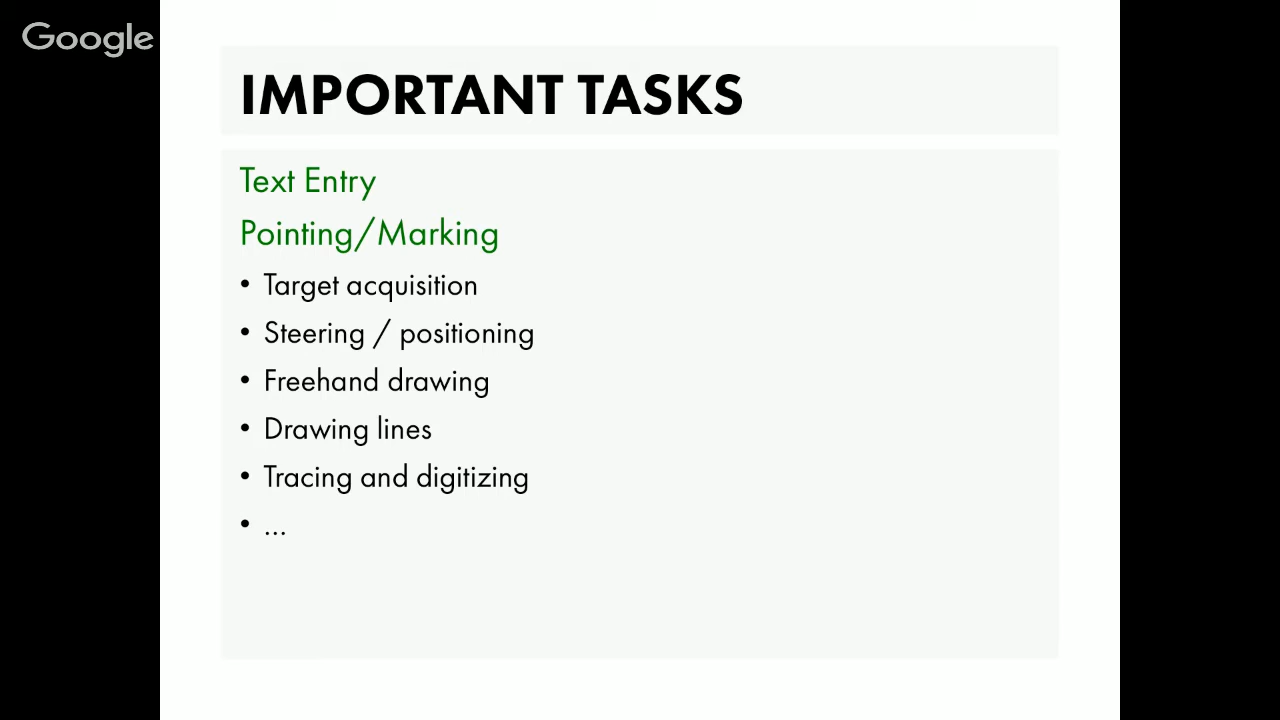 Google
IMPORTANT TASKS
Text Entry
Pointing/Marking
• Target acquisition
• Steering / positioning
• Freehand drawing
• Drawing lines
• Tracing and digitizing
• ...